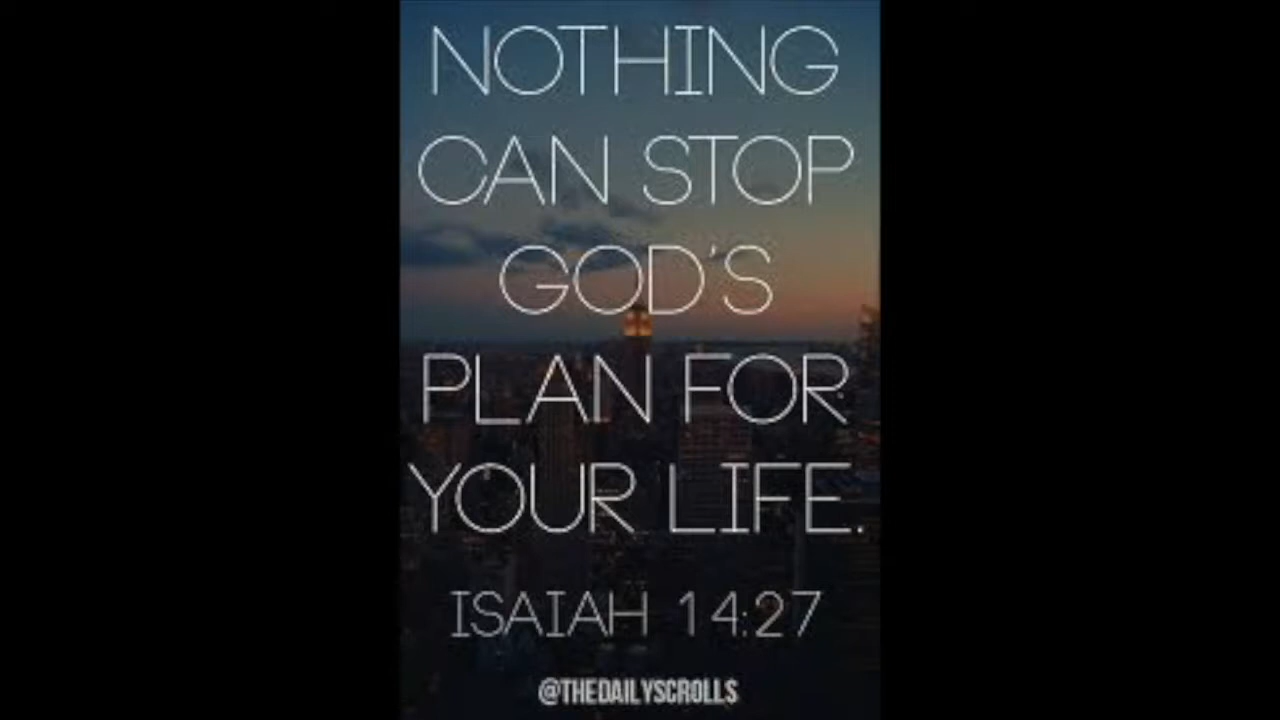 NOTHING
CAN STOP
GOD'S
PLAN FOR
YOUR LIFE.
ISAIAH 14:27
@THEDAILYSCROLLS